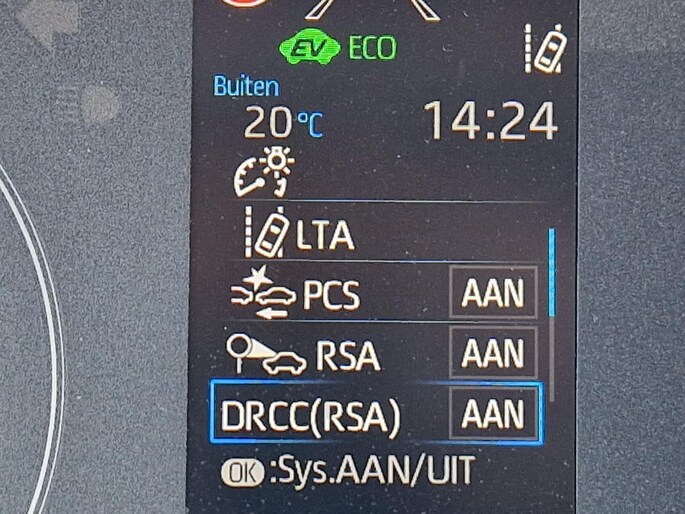 EV ECO
Buiten
20°C 14:24
LTA
PCS AAN
RSA AAN
DRCC(RSA) AAN
OK :Sys.AAN/UIT